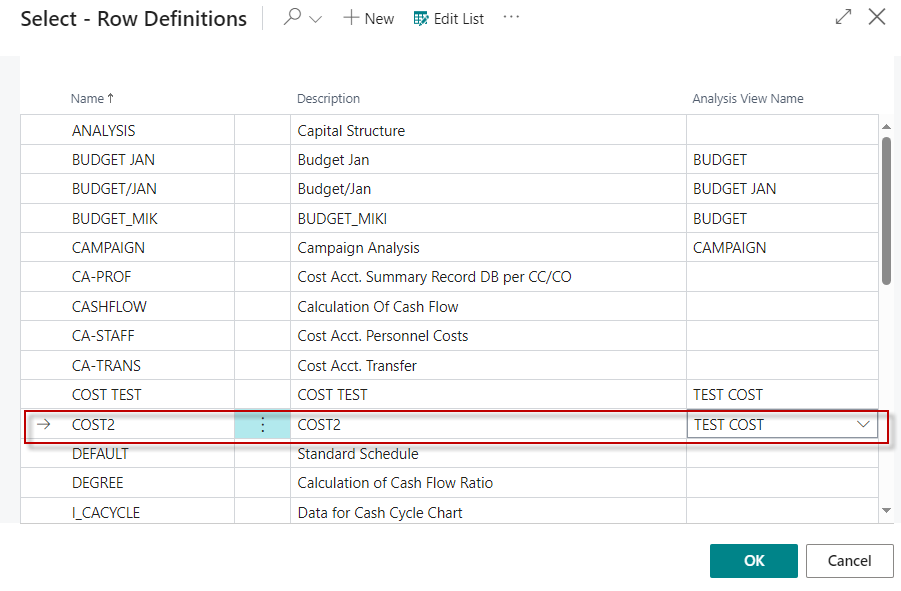 Select - Row Definitions New Edit List ...
Name ↑ Description Analysis View Name
ANALYSIS Capital Structure
BUDGET JAN Budget Jan BUDGET
BUDGET/JAN Budget/Jan BUDGET JAN
BUDGET_MIK BUDGET_MIKI BUDGET
CAMPAIGN Campaign Analysis CAMPAIGN
CA-PROF Cost Acct. Summary Record DB per CC/CO
CASHFLOW Calculation Of Cash Flow
CA-STAFF Cost Acct. Personnel Costs
CA-TRANS Cost Acct. Transfer
COST TEST COST TEST TEST COST
COST2 COST2 TEST COST
DEFAULT Standard Schedule
DEGREE Calculation of Cash Flow Ratio
I_CACYCLE Data for Cash Cycle Chart
OK Cancel